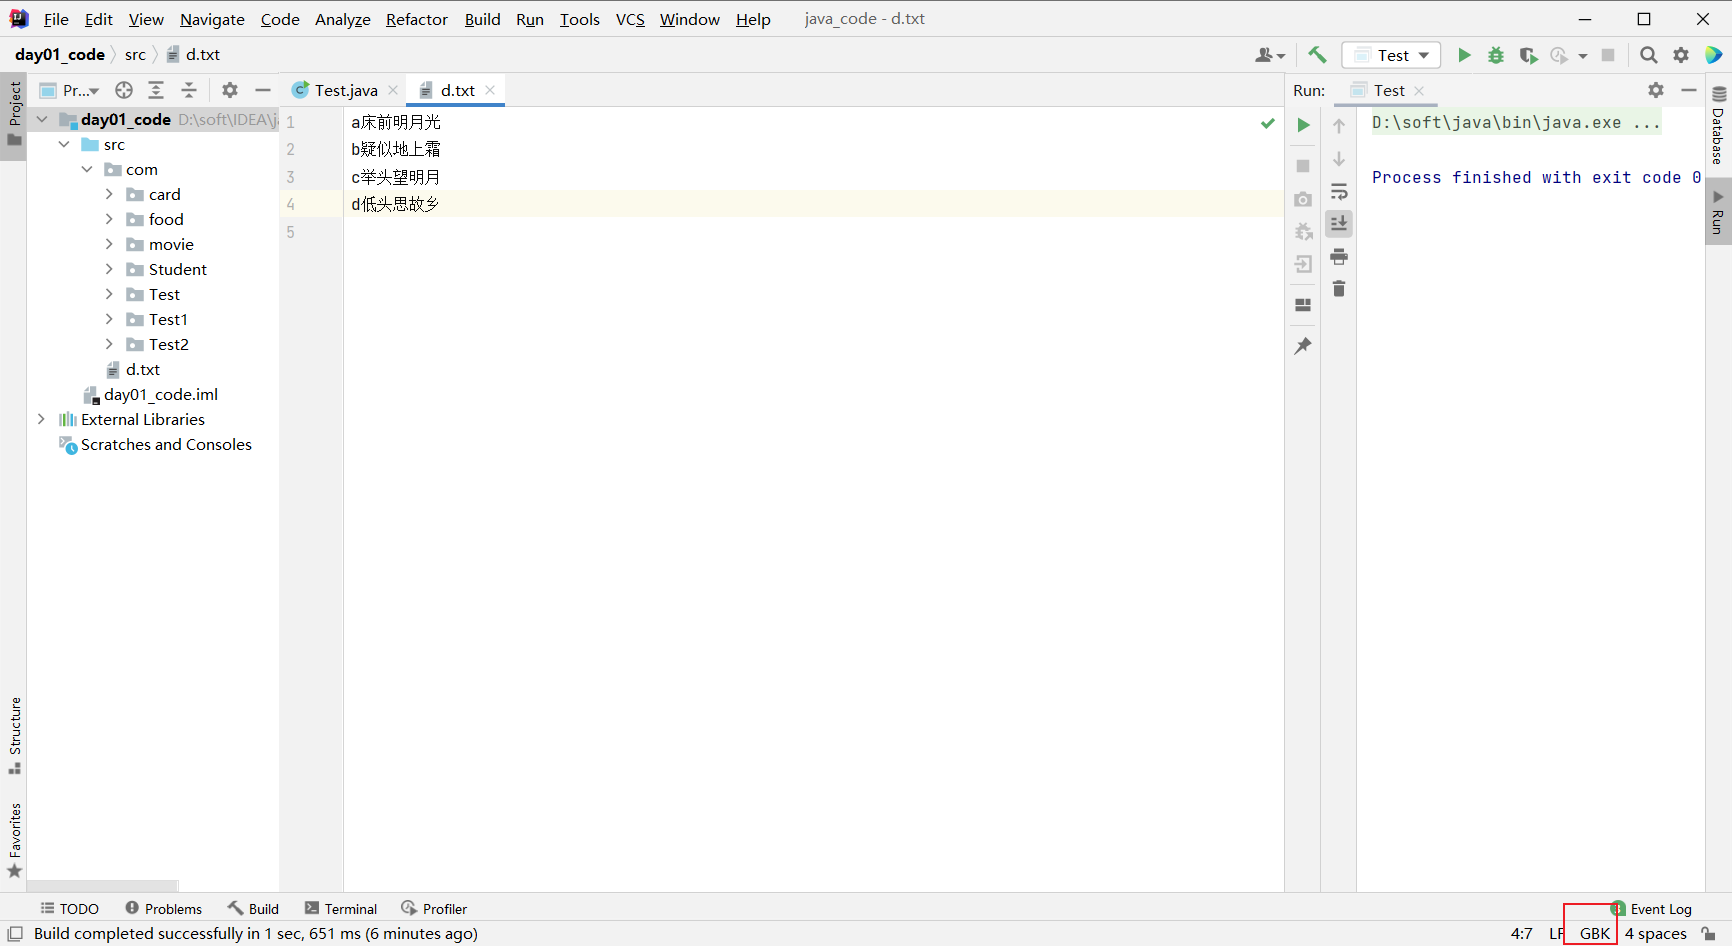 File Edit View Navigate Code Analyze Refactor Build Run Tools VCS Window Help java_code - d.txt
day01_code src d.txt
Test
Project
Pr...
Test.java
d.txt
Run: Test
day01_code D:\soft\IDEA\j
src
com
card
food
movie
Student
Test
Test1
Test2
d.txt
day01_code.iml
External Libraries
Scratches and Consoles
1 a床前明月光
2 b疑似地上霜
3 c举头望明月
4 d低头思故乡
5
D:\soft\java\bin\java.exe ...
Process finished with exit code 0
Database
Run
Structure
Favorites
TODO Problems Build Terminal Profiler Event Log
Build completed successfully in 1 sec, 651 ms (6 minutes ago) 4:7 LF GBK 4 spaces